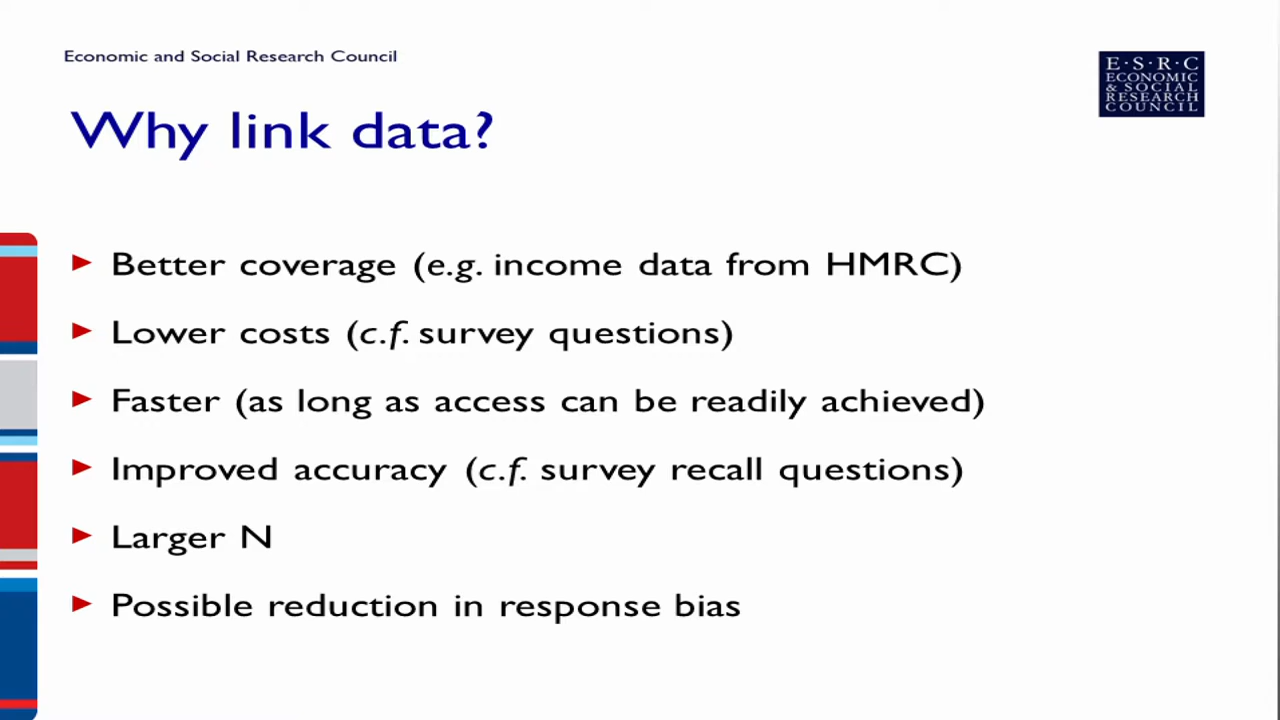 Economic and Social Research Council
E·S·R·C
ECONOMIC
& SOCIAL
RESEARCH
COUNCIL
Why link data?
Better coverage (e.g. income data from HMRC)
Lower costs (c.f. survey questions)
Faster (as long as access can be readily achieved)
Improved accuracy (c.f. survey recall questions)
Larger N
Possible reduction in response bias